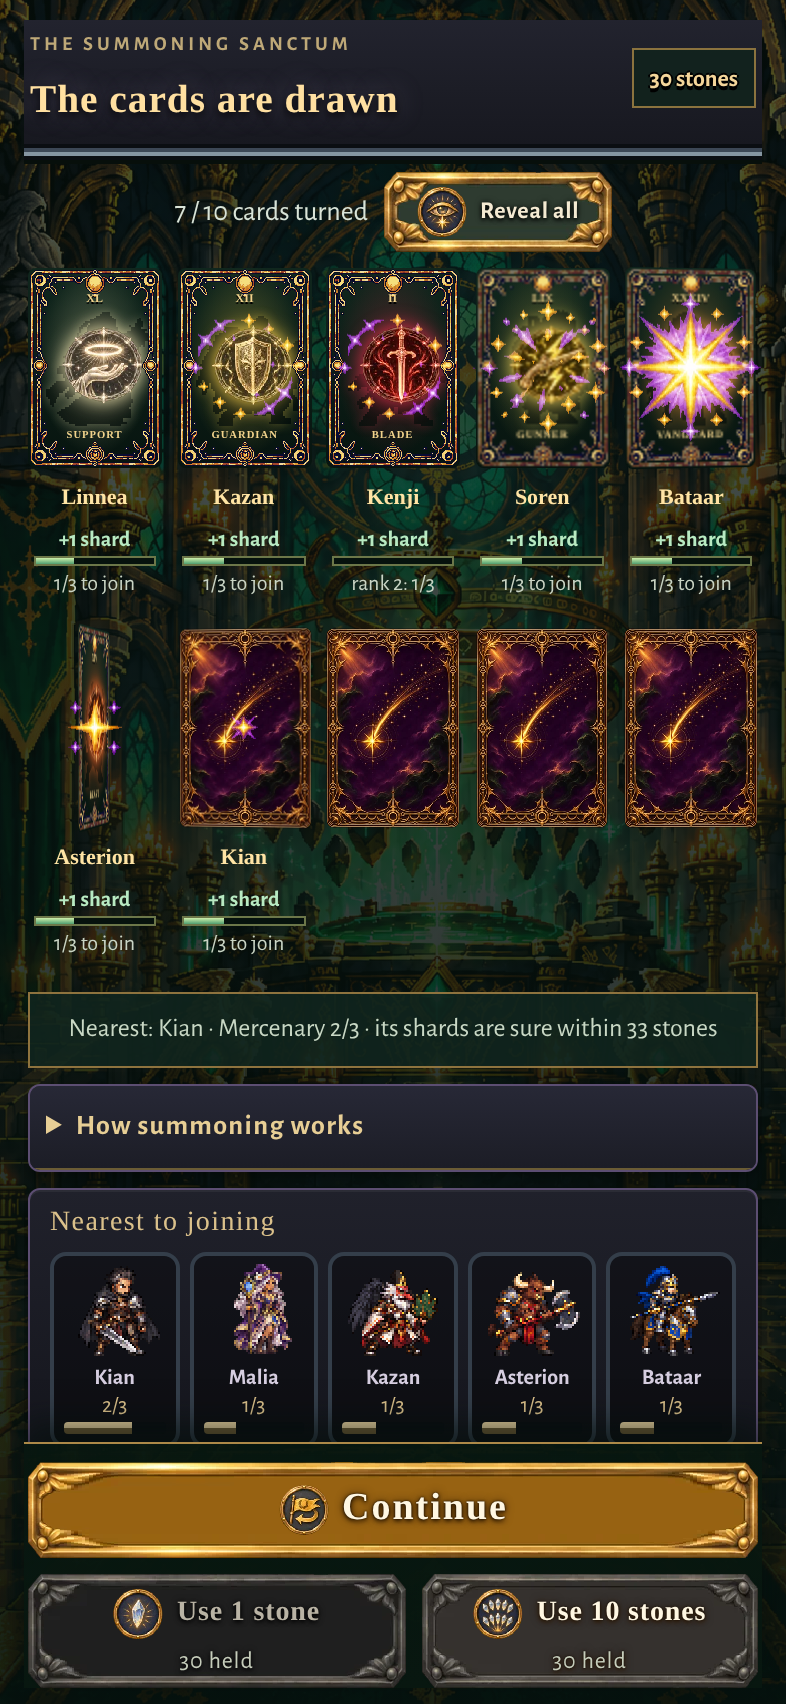 THE SUMMONING SANCTUM
The cards are drawn
30 stones
7 / 10 cards turned
Reveal all
XL
XII
II
LIX
XXXIV
SUPPORT
GUARDIAN
BLADE
GUNNER
VANGUARD
Linnea
Kazan
Kenji
Soren
Bataar
+1 shard
+1 shard
+1 shard
+1 shard
+1 shard
1/3 to join
1/3 to join
rank 2: 1/3
1/3 to join
1/3 to join
Asterion
Kian
+1 shard
+1 shard
1/3 to join
1/3 to join
Nearest: Kian · Mercenary 2/3 · its shards are sure within 33 stones
How summoning works
Nearest to joining
Kian
Malia
Kazan
Asterion
Bataar
2/3
1/3
1/3
1/3
1/3
Continue
Use 1 stone
30 held
Use 10 stones
30 held